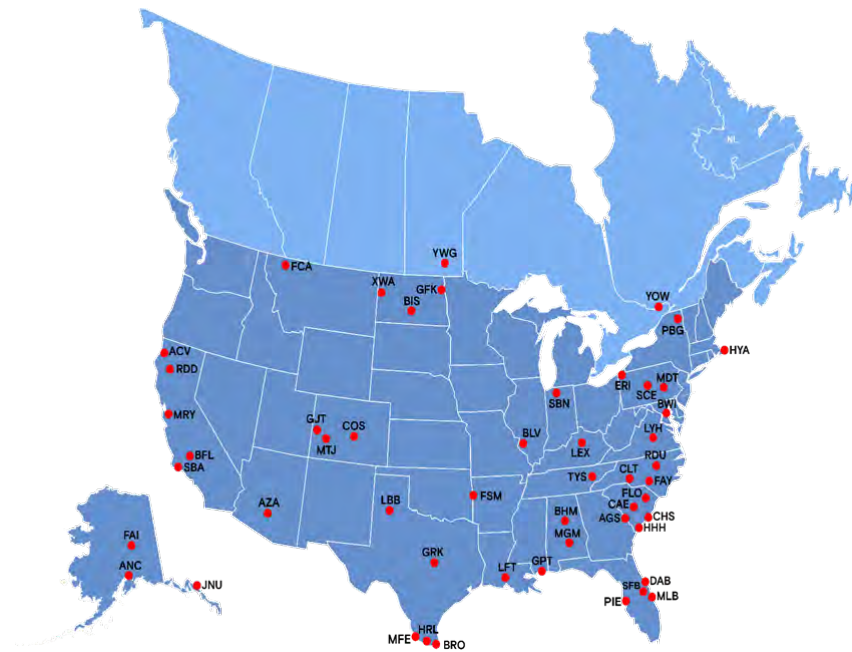 NL
YWG
FCA
XWA
GFK
BIS
YOW
PBG
ACV
RDD
HYA
ERI
MDT
SCE
SBN
BWI
MRY
GJT
COS
MTJ
BLV
LEX
LYH
BFL
SBA
RDU
TYS
CLT
FAY
AZA
LBB
FSM
FLO
CAE
BHM
AGS
CHS
MGM
HHH
FAI
GRK
ANC
LFT
GPT
JNU
DAB
SFB
MLB
PIE
HRL
MFE
BRO